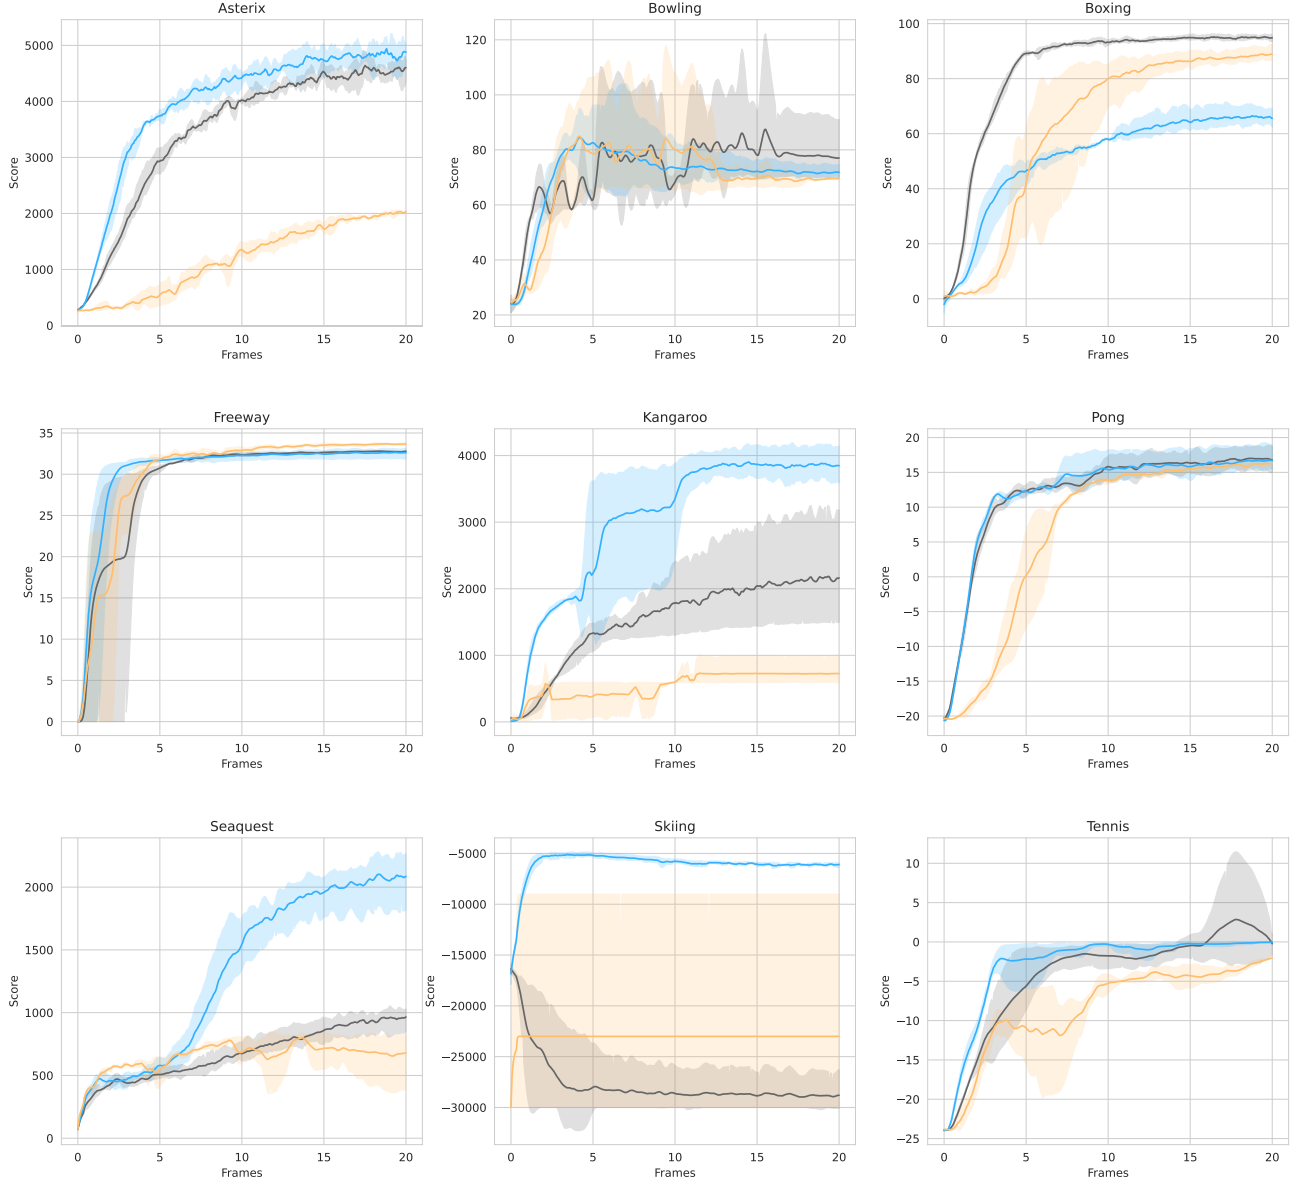 Asterix
5000
4000
3000
2000
1000
0
Score
0 5 10 15 20
Frames
Bowling
120
100
80
60
40
20
Score
0 5 10 15 20
Frames
Boxing
100
80
60
40
20
0
Score
0 5 10 15 20
Frames
Freeway
35
30
25
20
15
10
5
0
Score
0 5 10 15 20
Frames
Kangaroo
4000
3000
2000
1000
0
Score
0 5 10 15 20
Frames
Pong
20
15
10
5
0
−5
−10
−15
−20
Score
0 5 10 15 20
Frames
Seaquest
2000
1500
1000
500
0
Score
0 5 10 15 20
Frames
Skiing
−5000
−10000
−15000
−20000
−25000
−30000
Score
0 5 10 15 20
Frames
Tennis
10
5
0
−5
−10
−15
−20
−25
Score
0 5 10 15 20
Frames